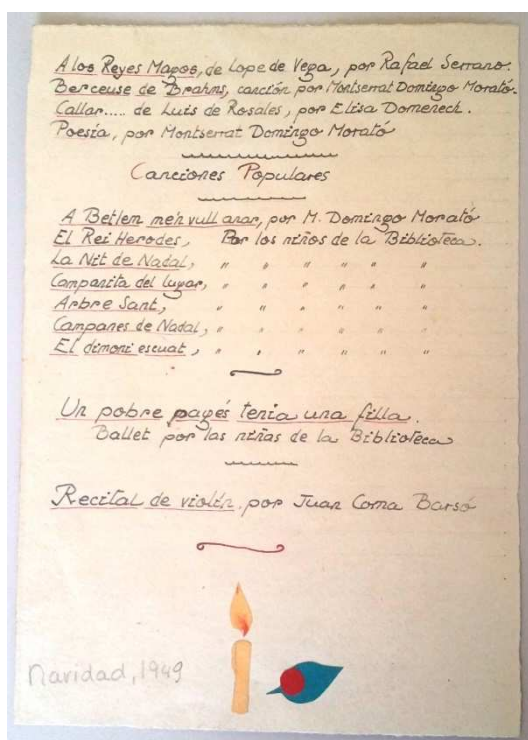 A los Reyes Magos, de Lope de Vega, por Rafael Serrano.
Berceuse de Brahms, canción por Montserrat Domingo Morató.
Callar.... de Luis de Rosales, por Elisa Domenech.
Poesía, por Montserrat Domingo Morató
Canciones Populares
A Betlem me'n vull anar, por M. Domingo Morató
El Rei Herodes, Por los niños de la Biblioteca.
La Nit de Nadal, " " " " " "
Campanita del lugar, " " " " " "
Arbre Sant, " " " " " "
Campanes de Nadal, " " " " " "
El dimoni escuat, " " " " " "
Un pobre pagés tenia una filla.
Ballet por las niñas de la Biblioteca
Recital de violín por Juan Coma Barsó
Navidad, 1949